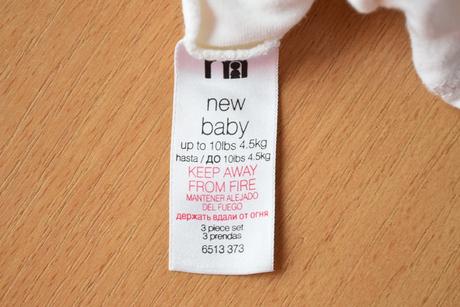 new
baby
up to 10lbs 4.5kg
hasta / ДО 10lbs 4.5kg
KEEP AWAY
FROM FIRE
MANTENER ALEJADO
DEL FUEGO
держать вдали от огня
3 piece set
3 prendas
6513 373